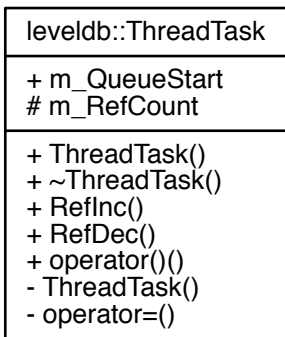 leveldb::ThreadTask
+ m_QueueStart
# m_RefCount
+ ThreadTask()
+ ~ThreadTask()
+ RefInc()
+ RefDec()
+ operator()()
- ThreadTask()
- operator=()